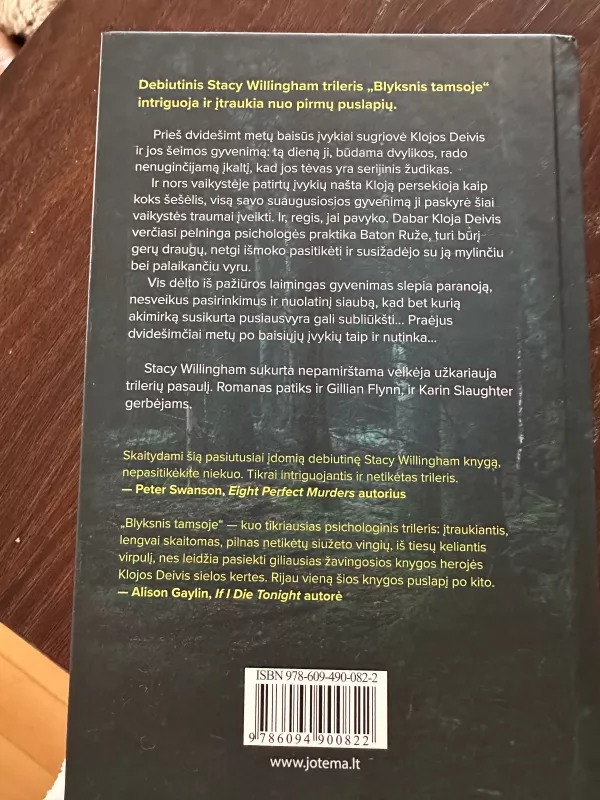 Debiutinis Stacy Willingham trileris „Blyksnis tamsoje“
intriguoja ir įtraukia nuo pirmų puslapių.
Prieš dvidešimt metų baisūs įvykiai sugriovė Klojos Deivis
ir jos šeimos gyvenimą: tą dieną ji, būdama dvylikos, rado
nenuginčijamą įkaltį, kad jos tėvas yra serijinis žudikas.
Ir nors vaikystėje patirtų įvykių našta Kloją persekioja kaip
koks šešėlis, visą savo suaugusiosios gyvenimą ji paskyrė šiai
vaikystės traumai įveikti. Ir, regis, jai pavyko. Dabar Kloja Deivis
verčiasi pelninga psichologės praktika Baton Ruže, turi būrį
gerų draugų, netgi išmoko pasitikėti ir susižadėjo su ją mylinčiu
bei palaikančiu vyru.
Vis dėlto iš pažiūros laimingas gyvenimas slepia paranoją,
nesveikus pasirinkimus ir nuolatinį siaubą, kad bet kurią
akimirką susikurta pusiausvyra gali subliūkšti... Praėjus
dvidešimčiai metų po baisiųjų įvykių taip ir nutinka...
Stacy Willingham sukurta nepamirštama veikėja užkariauja
trilerių pasaulį. Romanas patiks ir Gillian Flynn, ir Karin Slaughter
gerbėjams.
Skaitydami šią pasiutusiai įdomią debiutinę Stacy Willingham knygą,
nepasitikėkite niekuo. Tikrai intriguojantis ir netikėtas trileris.
— Peter Swanson, Eight Perfect Murders autorius
„Blyksnis tamsoje“ — kuo tikriausias psichologinis trileris: įtraukiantis,
lengvai skaitomas, pilnas netikėtų siužeto vingių, iš tiesų keliantis
virpulį, nes leidžia pasiekti giliausias žavingosios knygos herojės
Klojos Deivis sielos kertes. Rijau vieną šios knygos puslapį po kito.
— Alison Gaylin, If I Die Tonight autorė
ISBN 978-609-490-082-2
9 786094 900822
www.jotema.lt